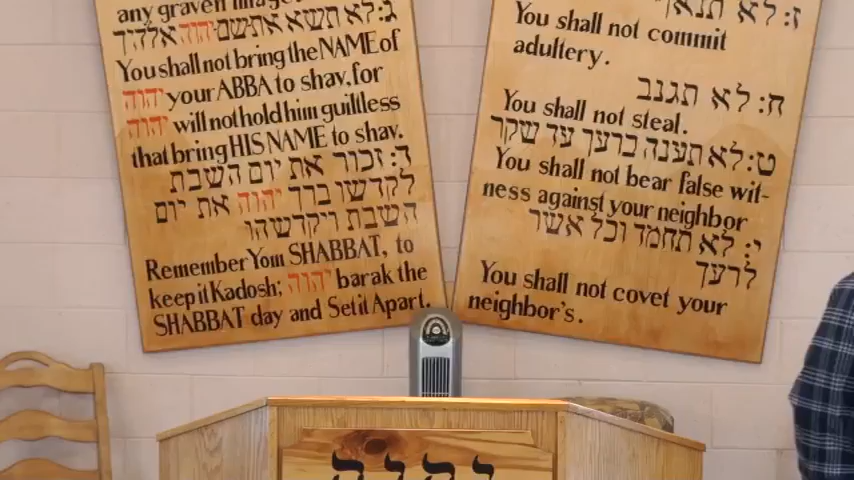 any graven
ג: לא תשא את-שם יהוה אלהיך
You shall not bring the NAME of
יהוה your ABBA to shav, for
יהוה will not hold him guiltless
that bring HIS NAME to shav.
ד: זכור את יום השבת
לקדשו ברך יהוה את יום
השבת ויקדשהו
Remember Yom SHABBAT, to
keep it Kadosh; יהוה barak the
SHABBAT day and Set it Apart.
ז: לא תנאף
You shall not commit
adultery.
ח: לא תגנב
You shall not steal.
ט: לא תענה ברעך עד שקר
You shall not bear false wit-
ness against your neighbor
י: לא תחמד וכל אשר
לרעך
You shall not covet your
neighbor's.
יהוה